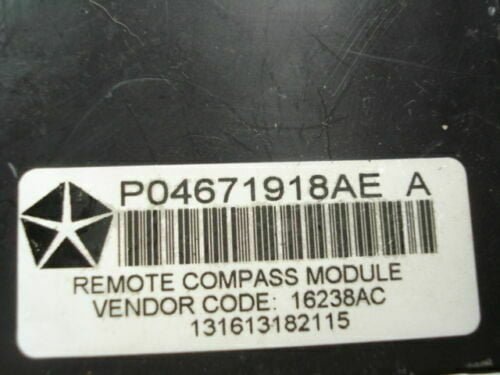 P04671918AE A
REMOTE COMPASS MODULE
VENDOR CODE: 16238AC
131613182115